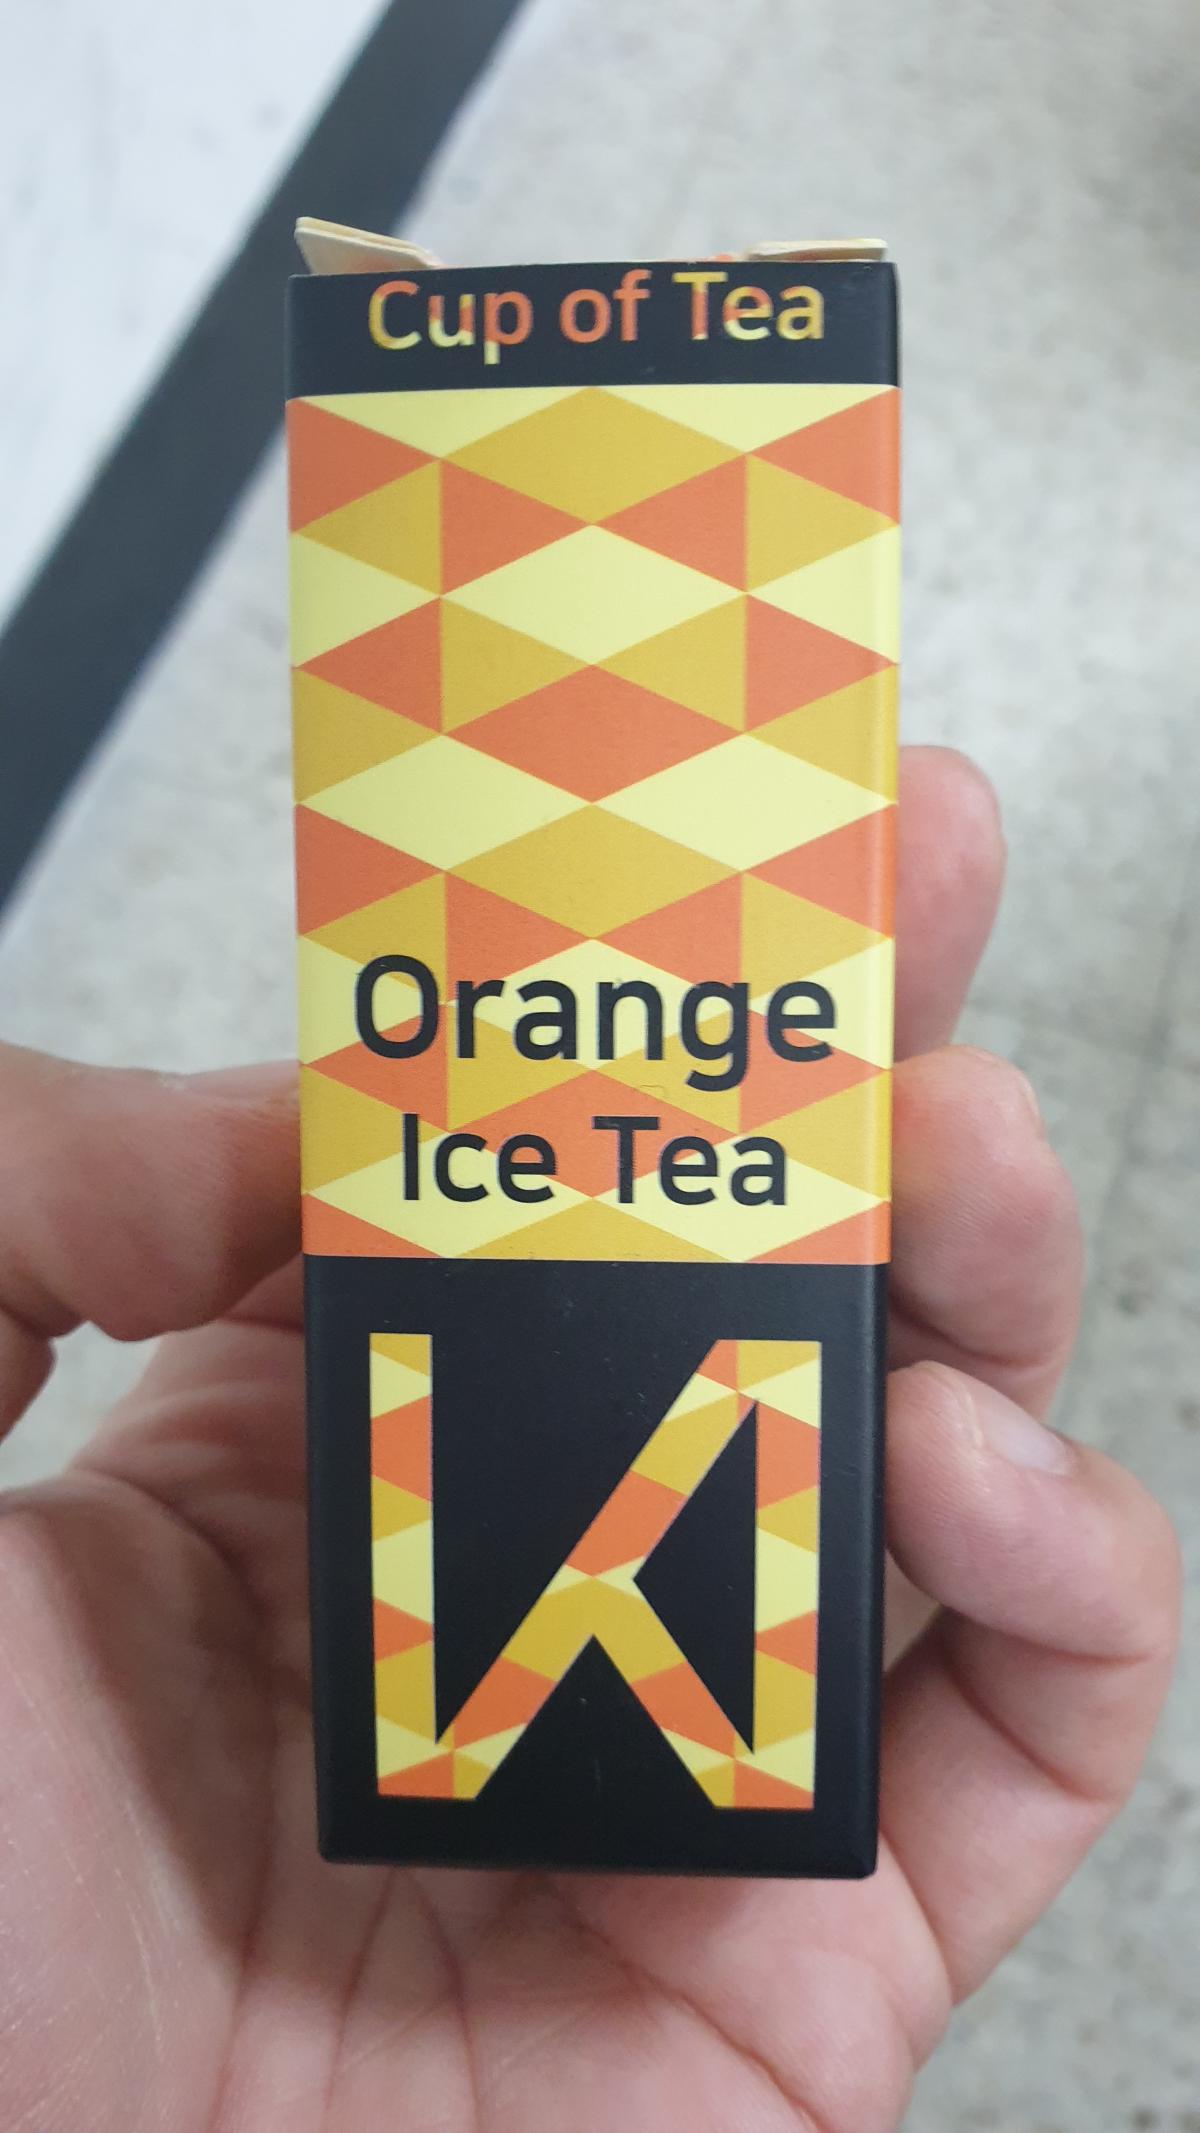 Cup of Tea
Orange
Ice Tea